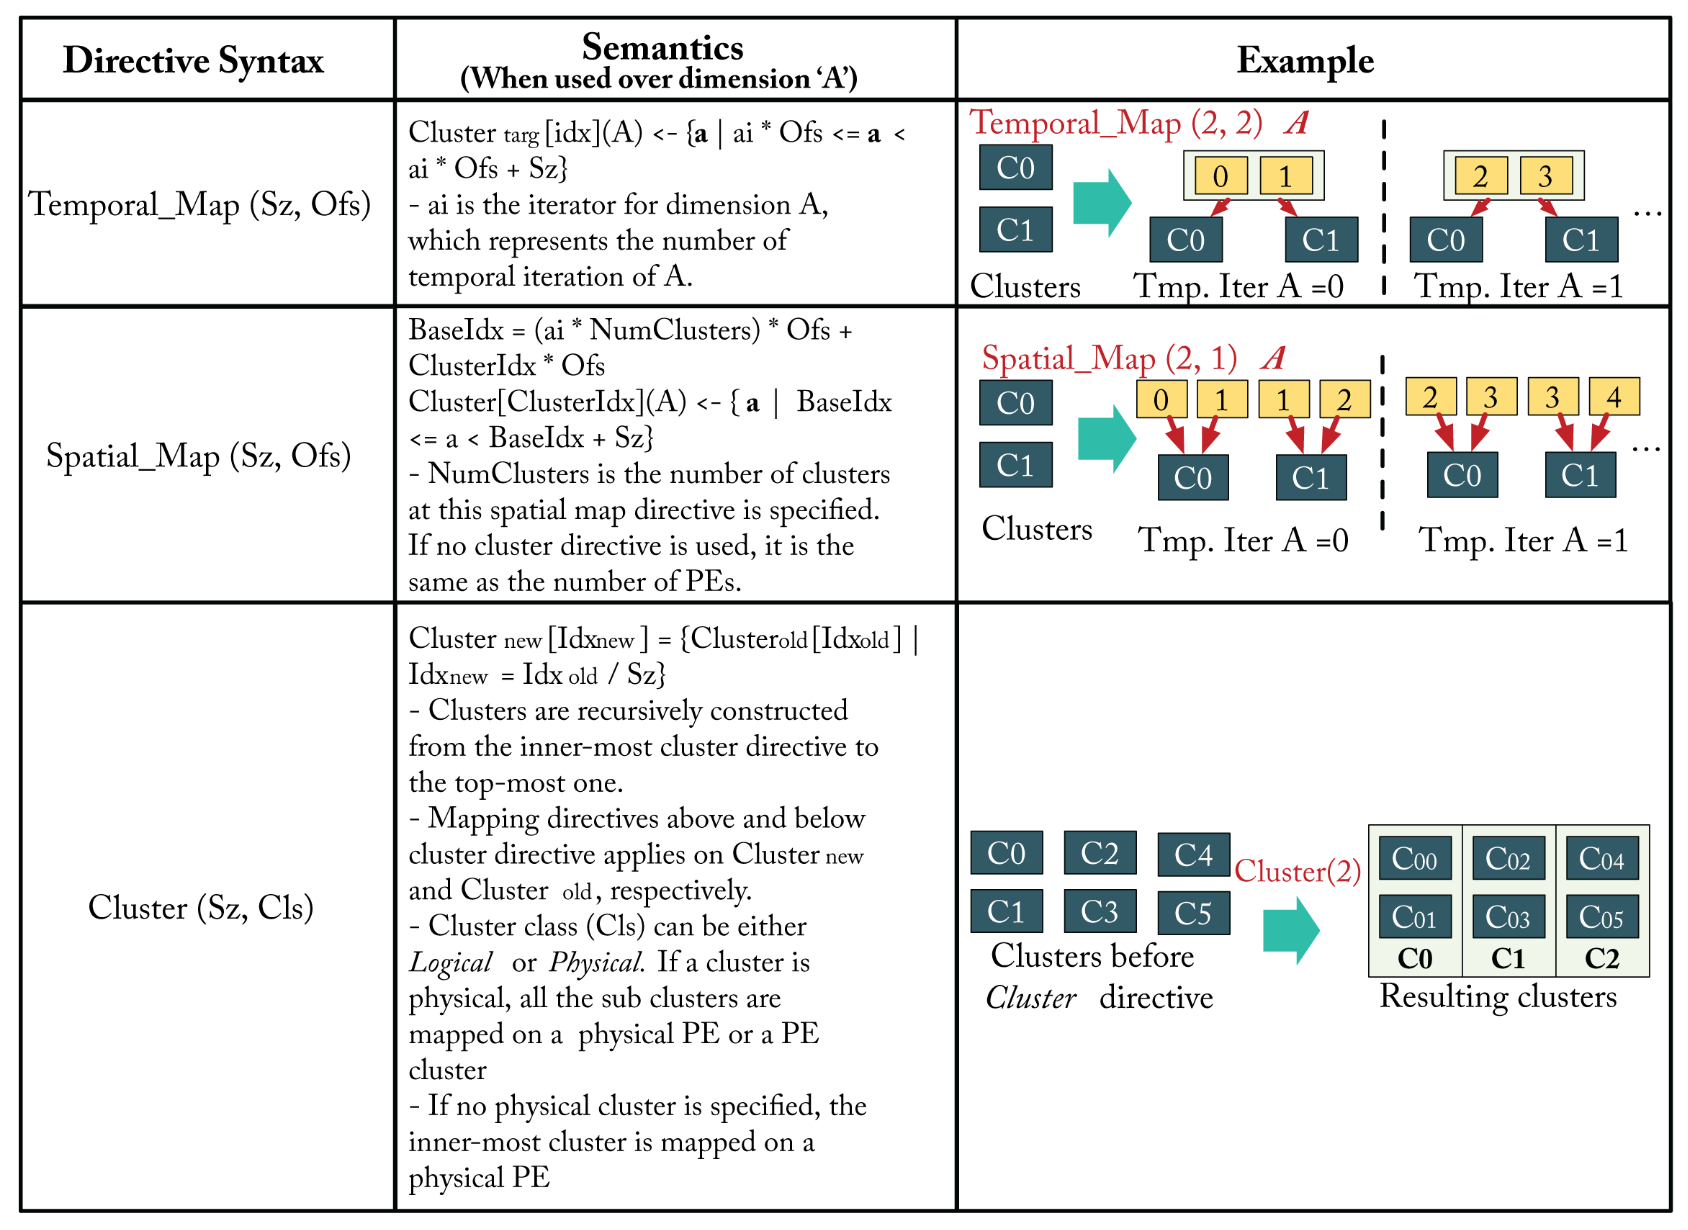 Directive Syntax
Semantics
(When used over dimension ‘A’)
Example
Temporal_Map (Sz, Ofs)
Cluster targ [idx](A) <- {a | ai * Ofs <= a <
ai * Ofs + Sz}
- ai is the iterator for dimension A,
which represents the number of
temporal iteration of A.
Temporal_Map (2, 2) A
C0
C1
Clusters
0 1
C0 C1
Tmp. Iter A =0
2 3
C0 C1
Tmp. Iter A =1
...
Spatial_Map (Sz, Ofs)
BaseIdx = (ai * NumClusters) * Ofs +
ClusterIdx * Ofs
Cluster[ClusterIdx](A) <- { a | BaseIdx
<= a < BaseIdx + Sz}
- NumClusters is the number of clusters
at this spatial map directive is specified.
If no cluster directive is used, it is the
same as the number of PEs.
Spatial_Map (2, 1) A
C0
C1
Clusters
0 1 1 2
C0 C1
Tmp. Iter A =0
2 3 3 4
C0 C1
Tmp. Iter A =1
...
Cluster (Sz, Cls)
Cluster new [Idxnew ] = {Clusterold [Idxold ] |
Idxnew = Idx old / Sz}
- Clusters are recursively constructed
from the inner-most cluster directive to
the top-most one.
- Mapping directives above and below
cluster directive applies on Cluster new
and Cluster old, respectively.
- Cluster class (Cls) can be either
Logical or Physical. If a cluster is
physical, all the sub clusters are
mapped on a physical PE or a PE
cluster
- If no physical cluster is specified, the
inner-most cluster is mapped on a
physical PE
C0 C2 C4
C1 C3 C5
Clusters before
Cluster directive
Cluster(2)
C00 C02 C04
C01 C03 C05
C0 C1 C2
Resulting clusters